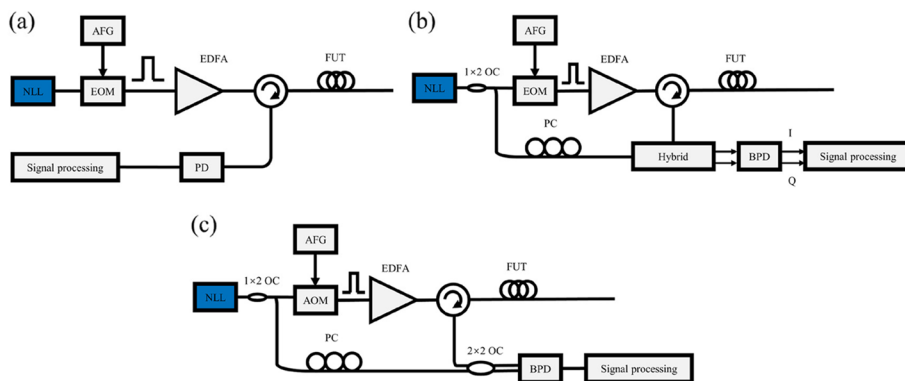 (a)
AFG
EDFA
FUT
NLL
EOM
Signal processing
PD
(b)
AFG
EDFA
FUT
1×2 OC
NLL
EOM
PC
I
Hybrid
BPD
Signal processing
Q
(c)
AFG
EDFA
FUT
1×2 OC
NLL
AOM
PC
2×2 OC
BPD
Signal processing